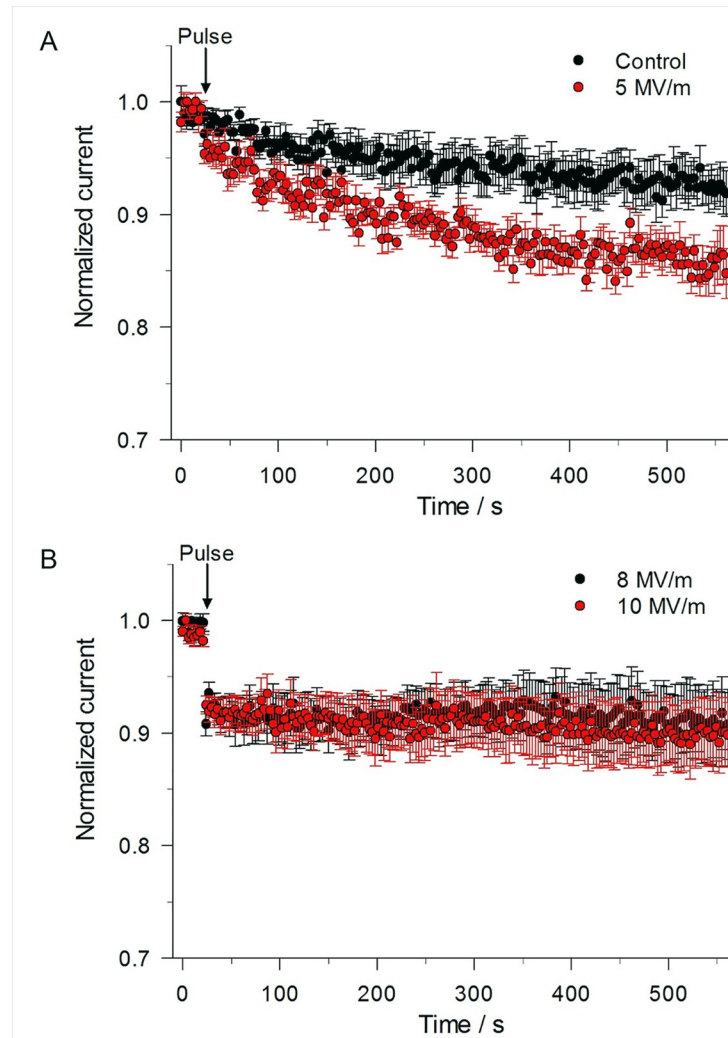 A
Pulse
Control
5 MV/m
1.0
0.9
0.8
0.7
Normalized current
0 100 200 300 400 500
Time / s
B
Pulse
8 MV/m
10 MV/m
1.0
0.9
0.8
0.7
Normalized current
0 100 200 300 400 500
Time / s